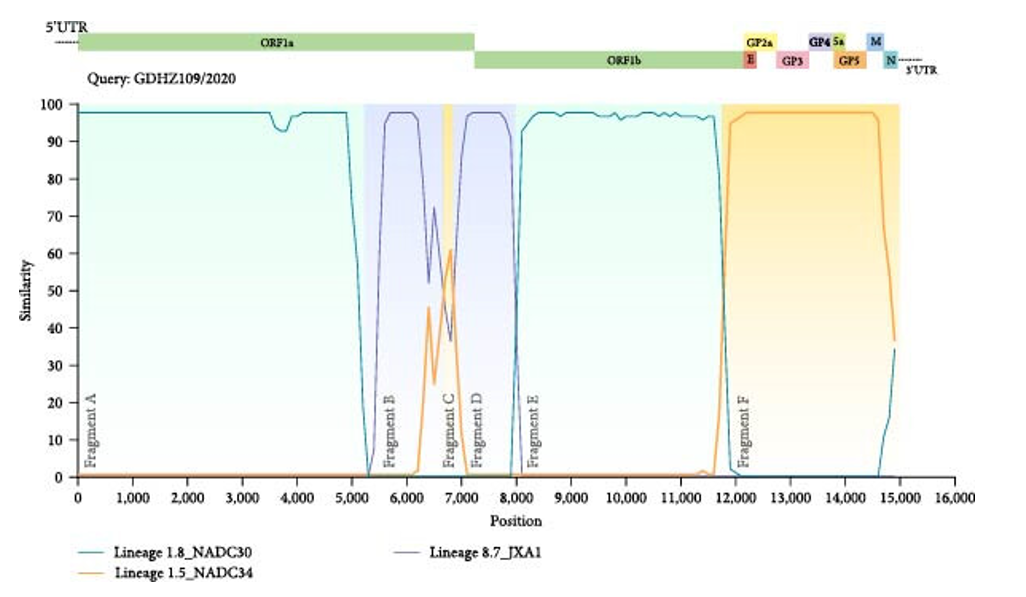 5'UTR
ORF1a
GP2a
GP4 5a
M
ORF1b
E
GP3
GP5
N
3'UTR
Query: GDHZ109/2020
100
90
80
70
60
50
40
30
20
10
0
Similarity
Fragment A
Fragment B
Fragment C
Fragment D
Fragment E
Fragment F
0 1,000 2,000 3,000 4,000 5,000 6,000 7,000 8,000 9,000 10,000 11,000 12,000 13,000 14,000 15,000 16,000
Position
Lineage 1.8_NADC30
Lineage 8.7_JXA1
Lineage 1.5_NADC34